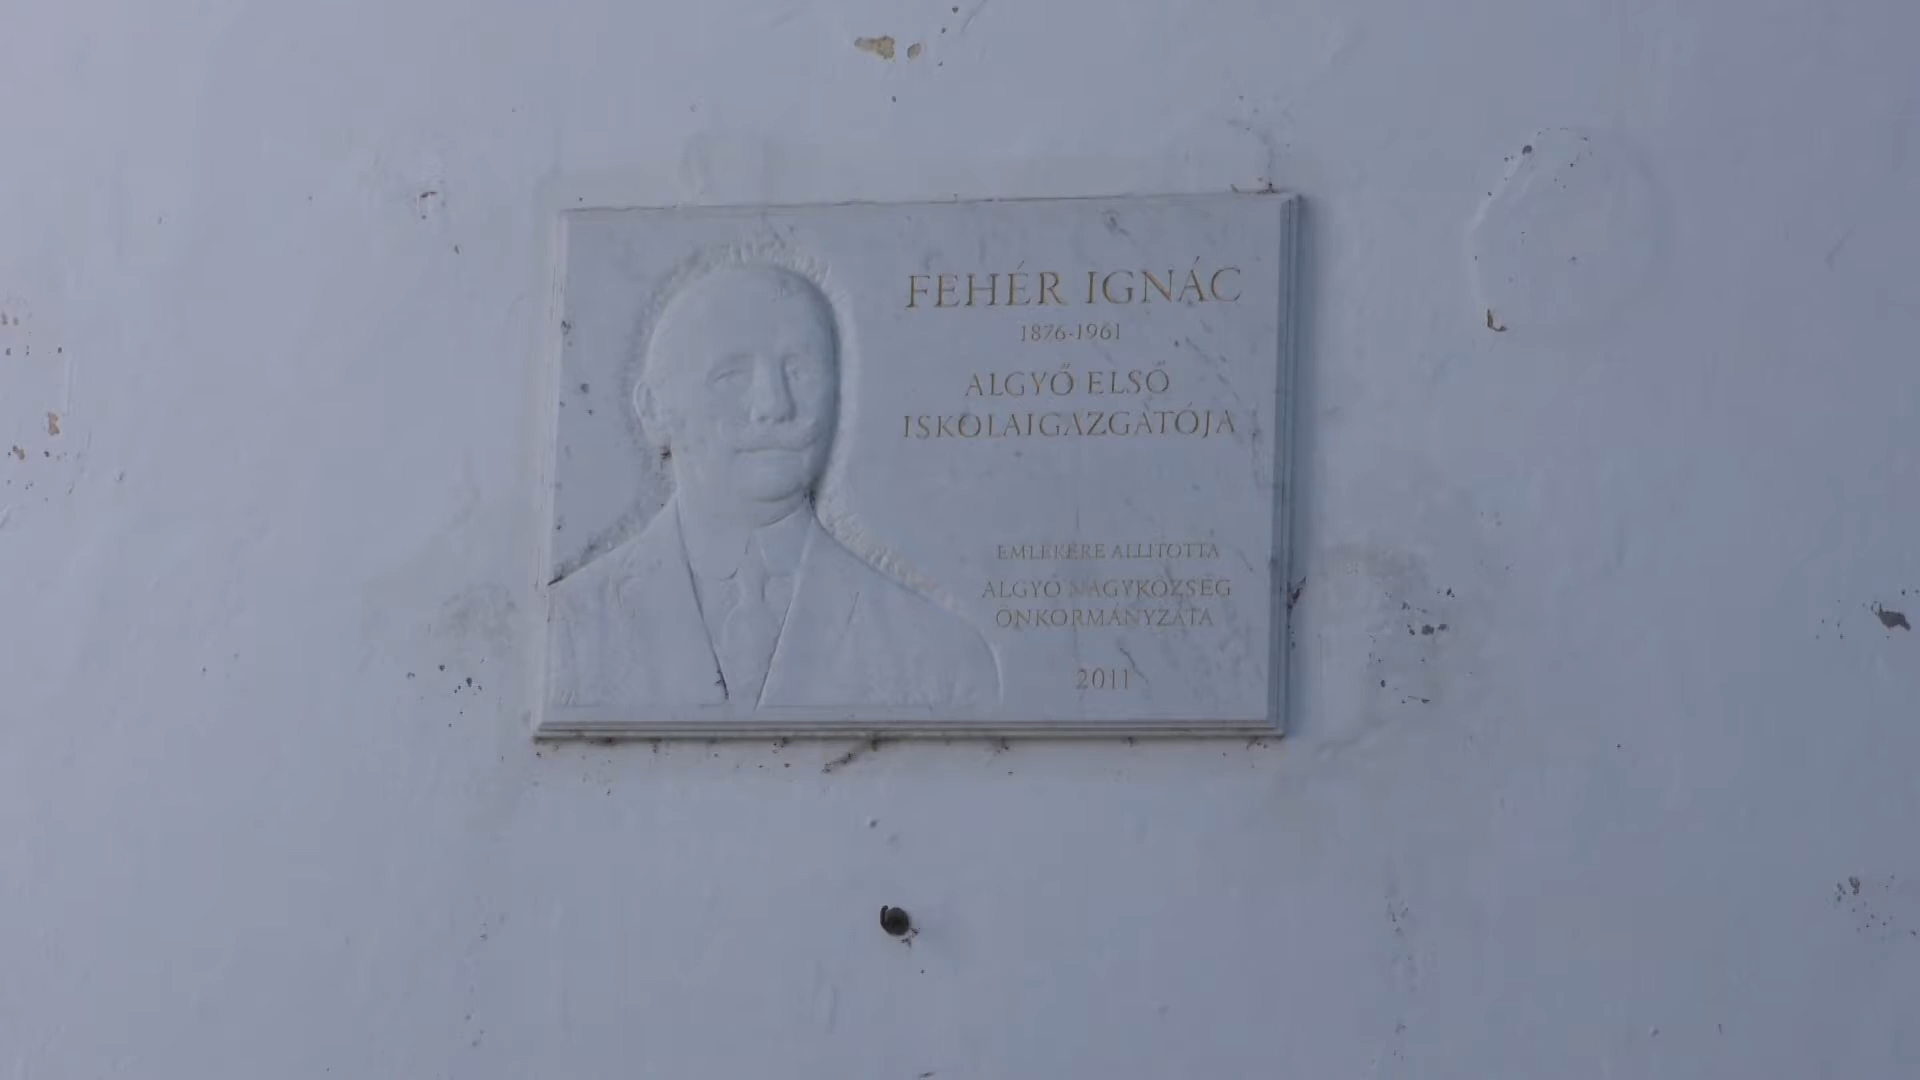 FEHÉR IGNÁC
1876-1961
ALGYŐ ELSŐ
ISKOLAIGAZGATÓJA
EMLÉKÉRE ÁLLÍTOTTA
ALGYŐ NAGYKÖZSÉG
ÖNKORMÁNYZATA
2011